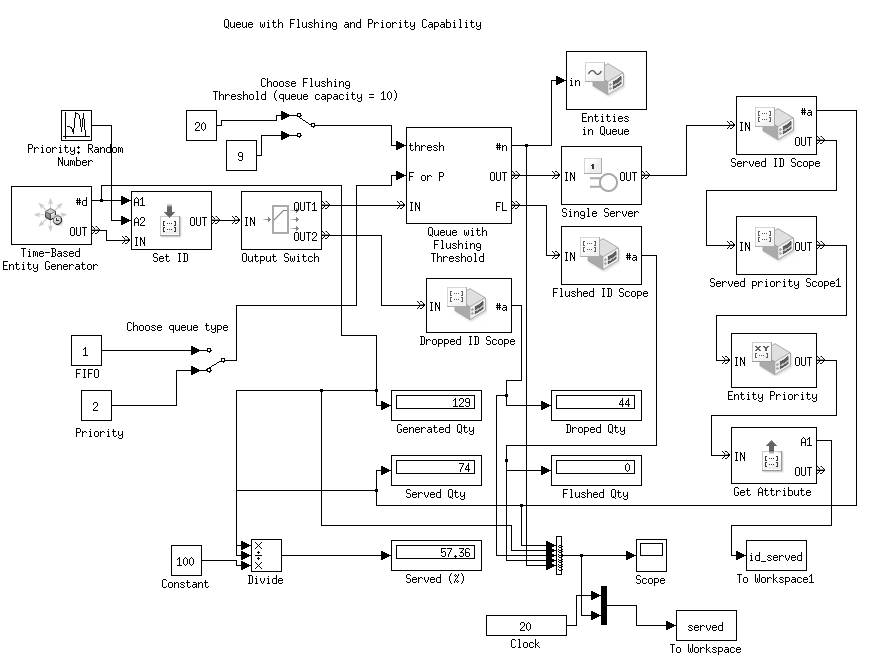 Queue with Flushing and Priority Capability
Choose Flushing
Threshold (queue capacity = 10)
20
9
Priority: Random
Number
#d
OUT
Time-Based
Entity Generator
A1
A2
IN
OUT
Set ID
IN
OUT1
OUT2
Output Switch
thresh
F or P
IN
#n
OUT
FL
Queue with
Flushing
Threshold
in
Entities
in Queue
IN
1
OUT
Single Server
IN
#a
Flushed ID Scope
IN
#a
Dropped ID Scope
IN
#a
OUT
Served ID Scope
IN
OUT
Served priority Scope1
X Y
IN
OUT
Entity Priority
IN
A1
OUT
Get Attribute
id_served
To Workspace1
Choose queue type
1
FIFO
2
Priority
129
Generated Qty
44
Droped Qty
74
Served Qty
0
Flushed Qty
100
Constant
×
÷
×
Divide
57.36
Served (%)
Scope
20
Clock
served
To Workspace